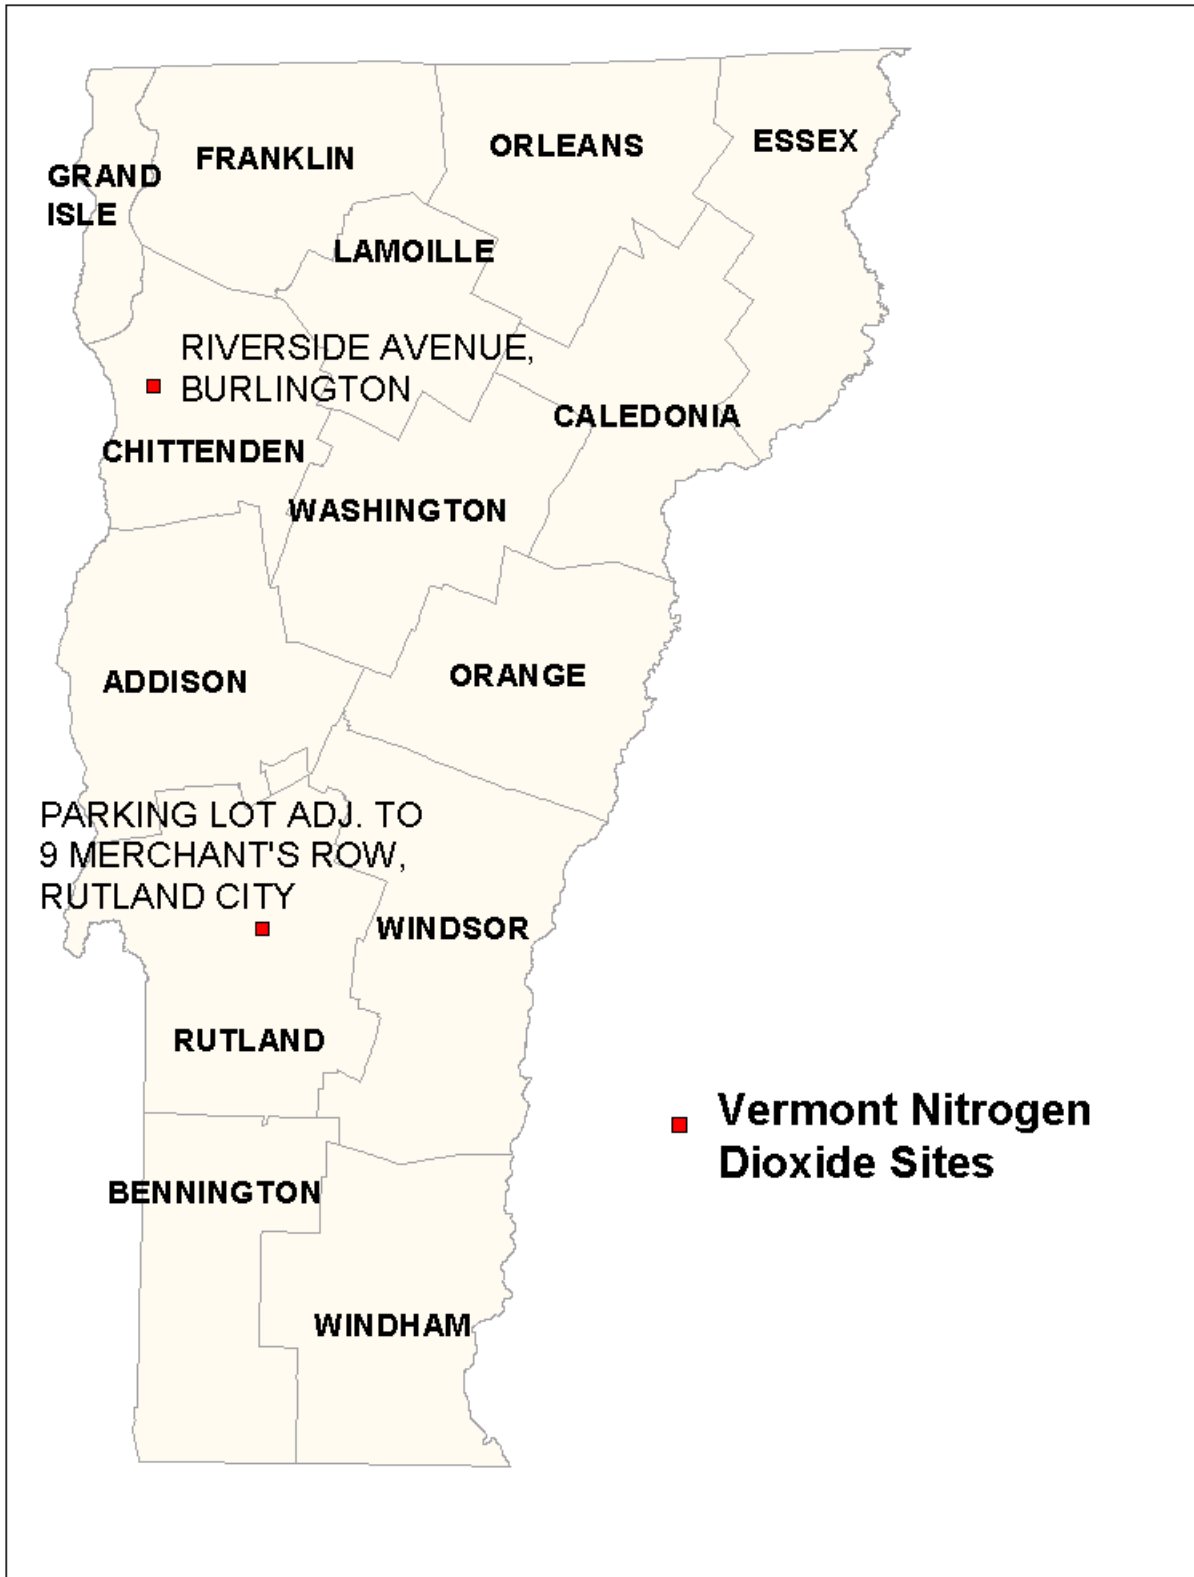 ORLEANS
ESSEX
FRANKLIN
GRAND
ISLE
LAMOILLE
RIVERSIDE AVENUE,
BURLINGTON
CALEDONIA
CHITTENDEN
WASHINGTON
ORANGE
ADDISON
PARKING LOT ADJ. TO
9 MERCHANT'S ROW,
RUTLAND CITY
WINDSOR
RUTLAND
Vermont Nitrogen
Dioxide Sites
BENNINGTON
WINDHAM